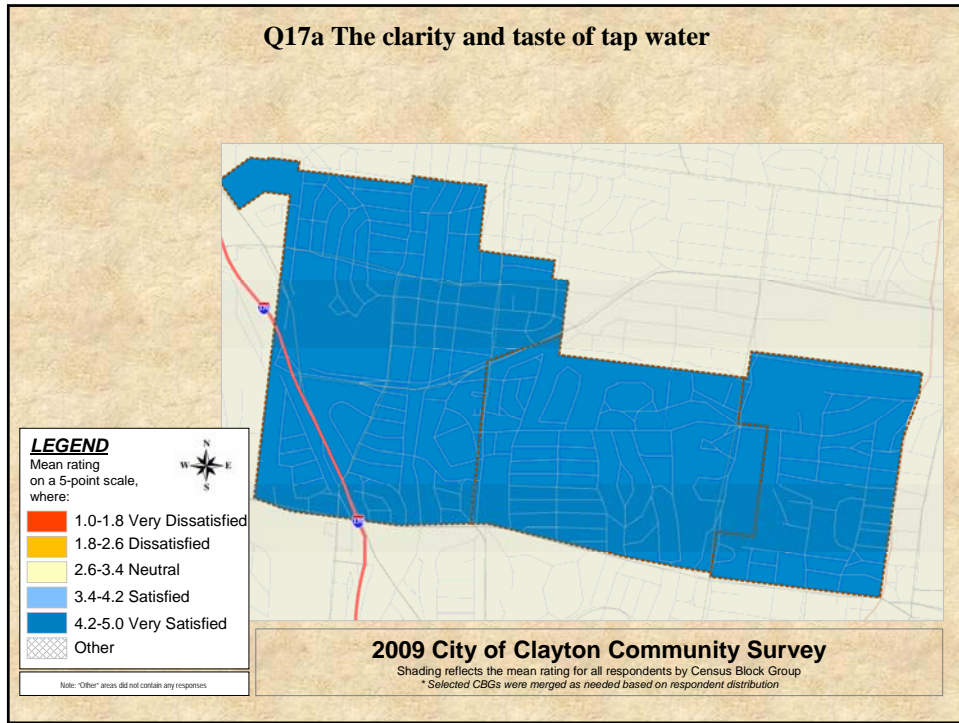 Q17a The clarity and taste of tap water
LEGEND
Mean rating
on a 5-point scale,
where:
N
W E
S
1.0-1.8 Very Dissatisfied
1.8-2.6 Dissatisfied
2.6-3.4 Neutral
3.4-4.2 Satisfied
4.2-5.0 Very Satisfied
Other
Note: "Other" areas did not contain any responses
2009 City of Clayton Community Survey
Shading reflects the mean rating for all respondents by Census Block Group
* Selected CBGs were merged as needed based on respondent distribution